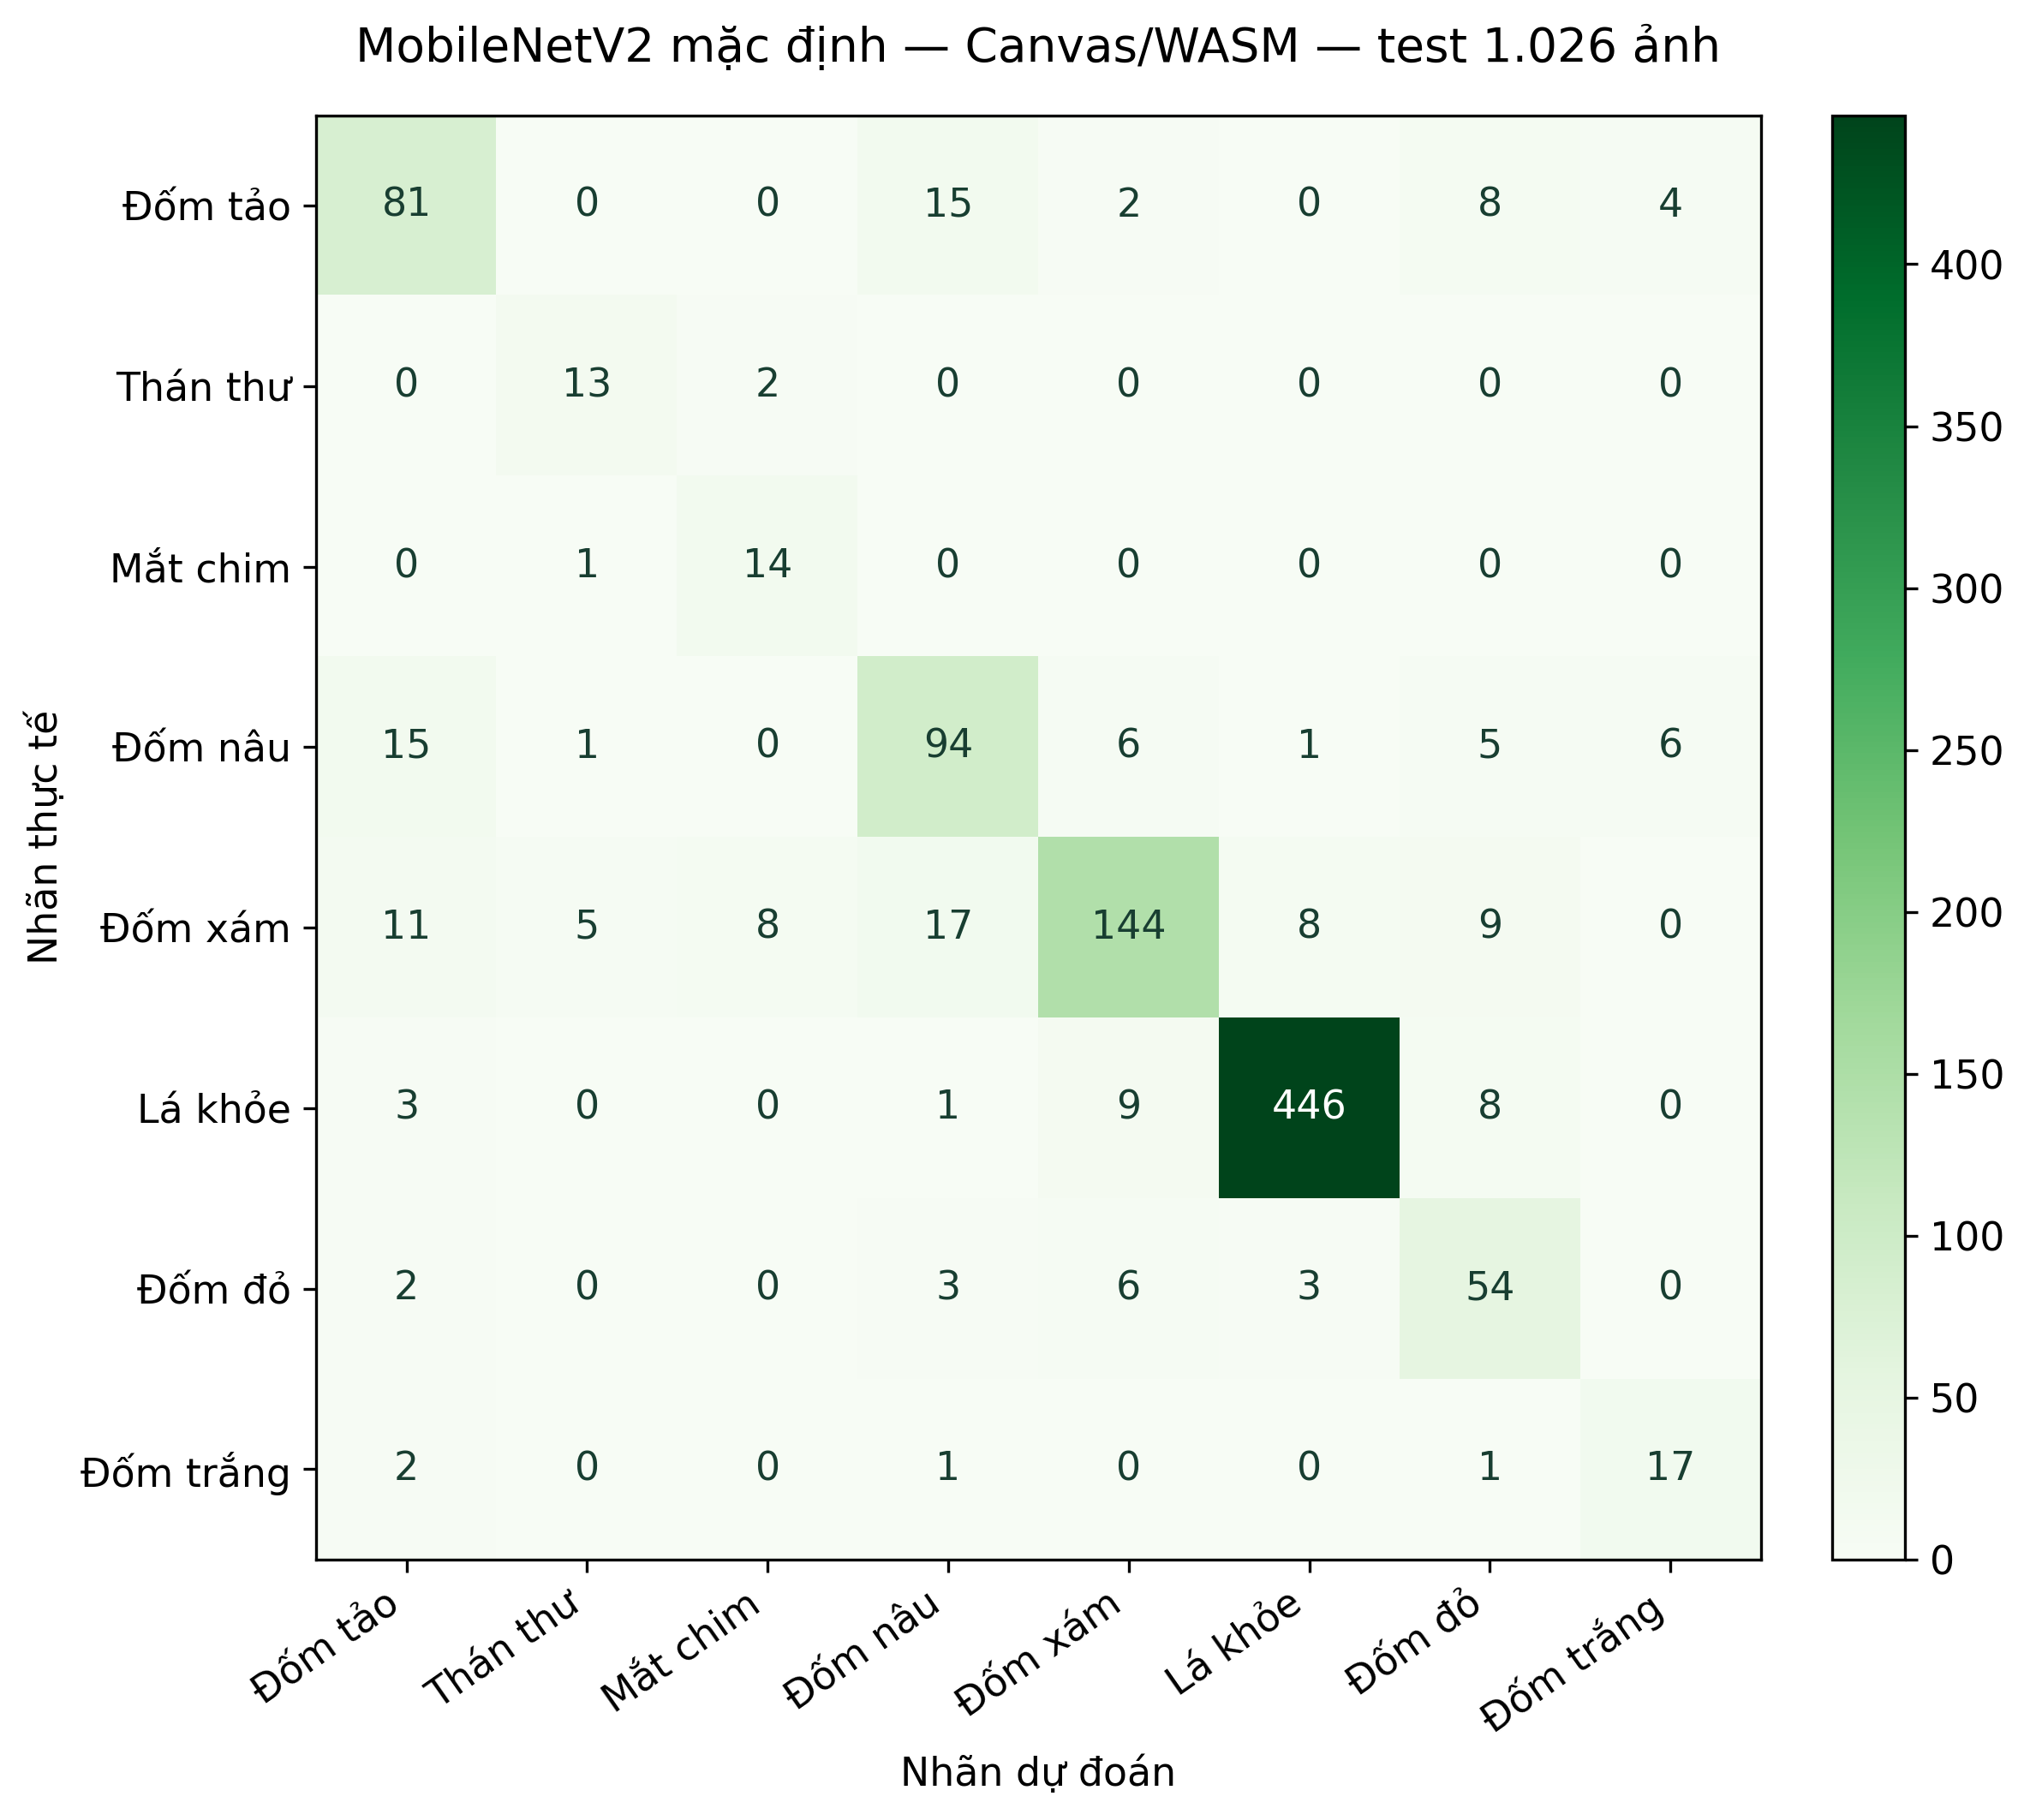 MobileNetV2 mặc định — Canvas/WASM — test 1.026 ảnh
Đốm tảo 81 0 0 15 2 0 8 4
Thán thư 0 13 2 0 0 0 0 0
Mắt chim 0 1 14 0 0 0 0 0
Đốm nâu 15 1 0 94 6 1 5 6
Đốm xám 11 5 8 17 144 8 9 0
Lá khỏe 3 0 0 1 9 446 8 0
Đốm đỏ 2 0 0 3 6 3 54 0
Đốm trắng 2 0 0 1 0 0 1 17
Nhãn thực tế
Đốm tảo Thán thư Mắt chim Đốm nâu Đốm xám Lá khỏe Đốm đỏ Đốm trắng
Nhãn dự đoán
400
350
300
250
200
150
100
50
0